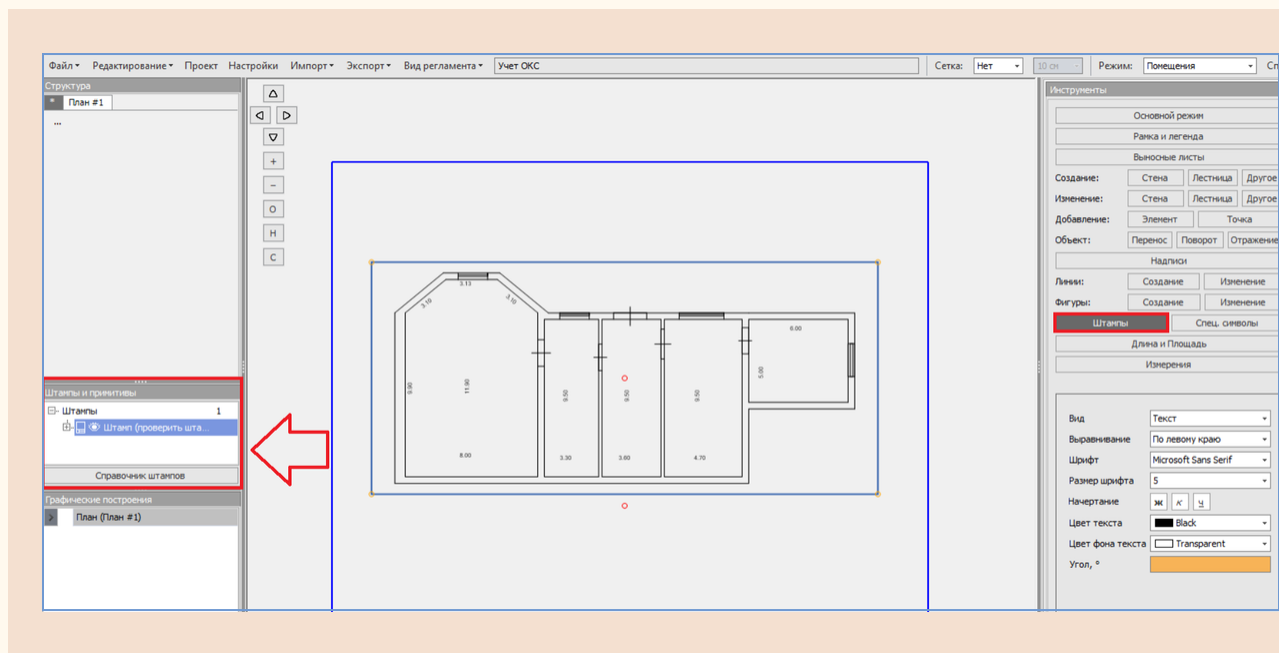 Файл Редактирование Проект Настройки Импорт Экспорт Вид регламента Учет ОКС Сетка: Нет 10 см Режим: Помещения Сп
Структура
* План #1
...
+
-
О
Н
С
3.13
3.10
3.10
9.90
11.90
8.00
9.50
3.30
9.50
3.60
9.50
4.70
6.00
5.00
Штампы и примитивы
Штампы 1
Штамп (проверить шта...
Справочник штампов
Графические построения
> План (План #1)
Инструменты
Основной режим
Рамка и легенда
Выносные листы
Создание: Стена Лестница Другое
Изменение: Стена Лестница Другое
Добавление: Элемент Точка
Объект: Перенос Поворот Отражение
Надписи
Линии: Создание Изменение
Фигуры: Создание Изменение
Штампы Спец. символы
Длина и Площадь
Измерения
Вид Текст
Выравнивание По левому краю
Шрифт Microsoft Sans Serif
Размер шрифта 5
Начертание ж к ч
Цвет текста Black
Цвет фона текста Transparent
Угол, °